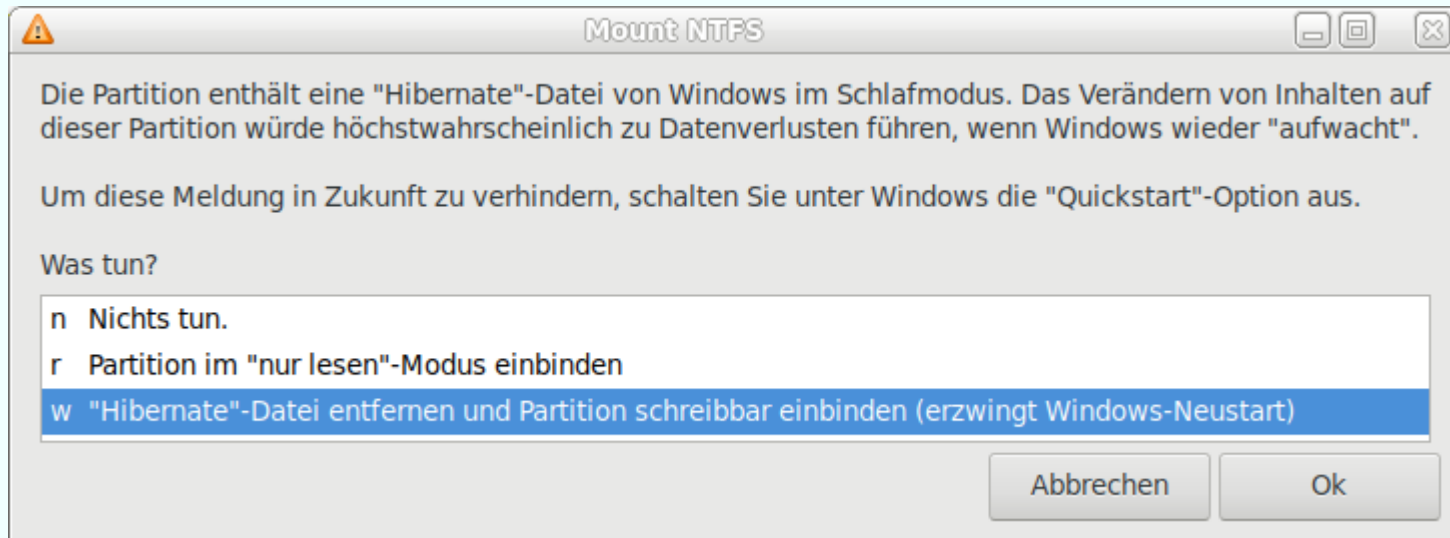 Mount NTFS
Die Partition enthält eine "Hibernate"-Datei von Windows im Schlafmodus. Das Verändern von Inhalten auf
dieser Partition würde höchstwahrscheinlich zu Datenverlusten führen, wenn Windows wieder "aufwacht".
Um diese Meldung in Zukunft zu verhindern, schalten Sie unter Windows die "Quickstart"-Option aus.
Was tun?
n Nichts tun.
r Partition im "nur lesen"-Modus einbinden
w "Hibernate"-Datei entfernen und Partition schreibbar einbinden (erzwingt Windows-Neustart)
Abbrechen Ok